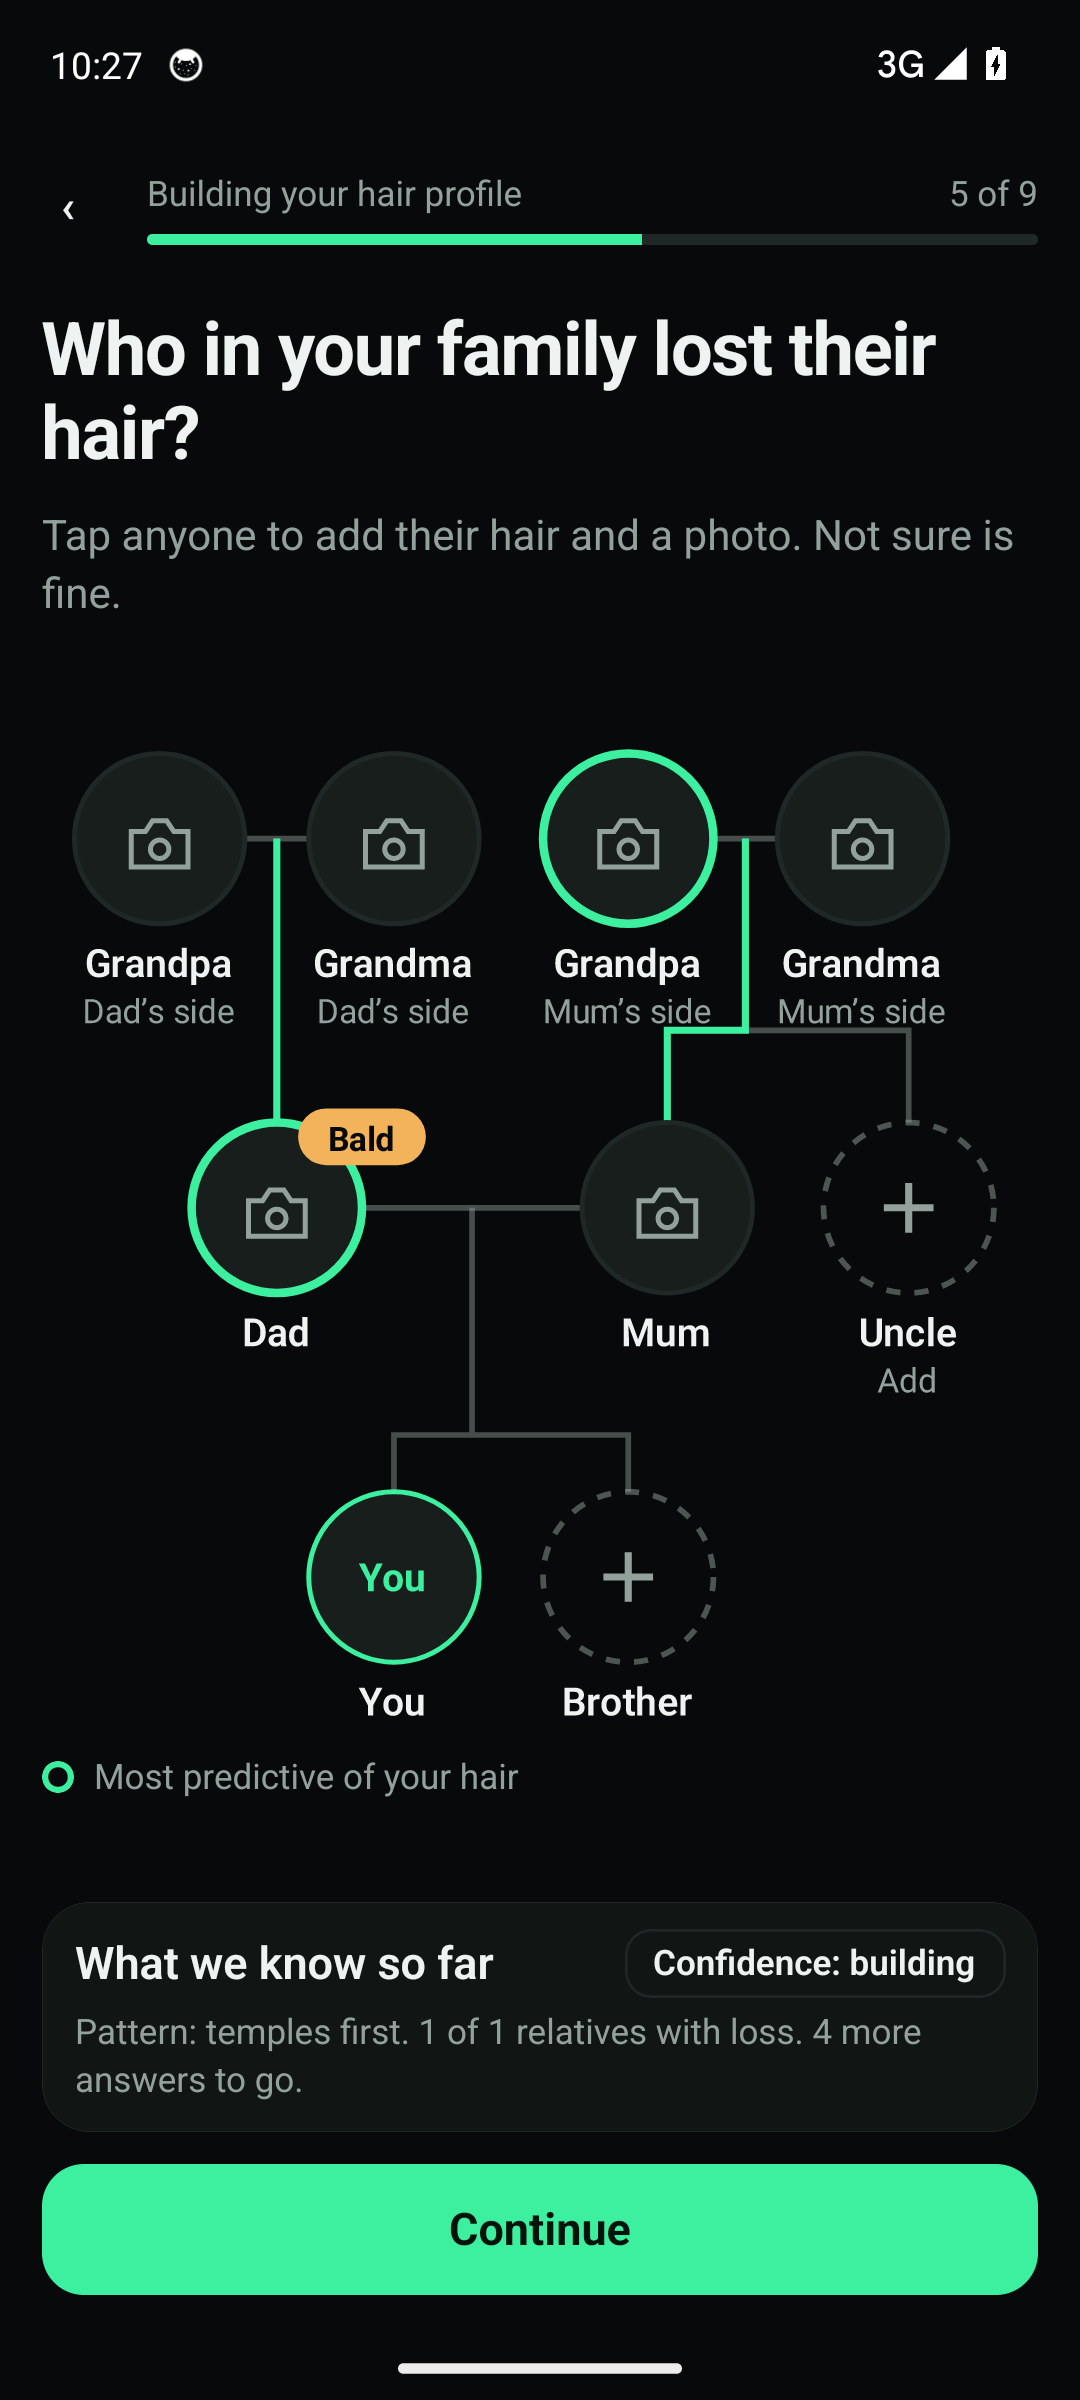 10:27
3G
‹
Building your hair profile
5 of 9
Who in your family lost their
hair?
Tap anyone to add their hair and a photo. Not sure is
fine.
Grandpa
Dad’s side
Grandma
Dad’s side
Grandpa
Mum’s side
Grandma
Mum’s side
Bald
Dad
Mum
Uncle
Add
You
You
Brother
Most predictive of your hair
What we know so far
Confidence: building
Pattern: temples first. 1 of 1 relatives with loss. 4 more
answers to go.
Continue